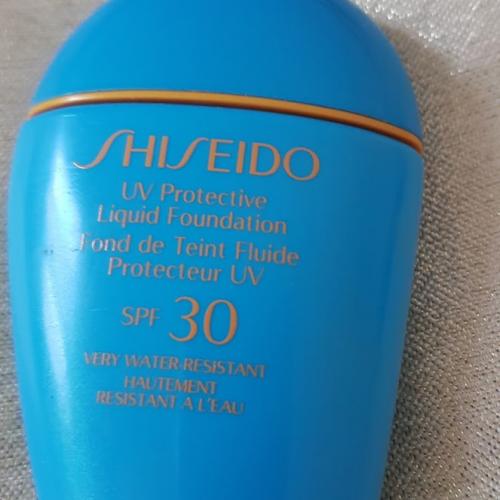 SHISEIDO
UV Protective
Liquid Foundation
Fond de Teint Fluide
Protecteur UV
SPF 30
VERY WATER-RESISTANT
HAUTEMENT
RESISTANT A L'EAU